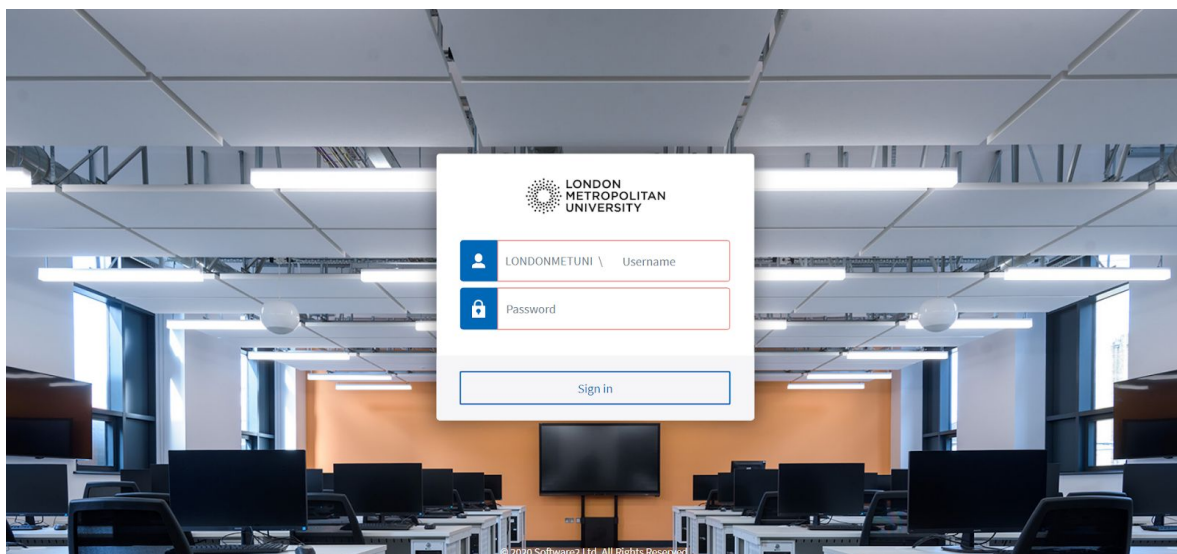 LONDON
METROPOLITAN
UNIVERSITY
LONDONMETUNI \ Username
Password
Sign in
© 2020 Software2 Ltd. All Rights Reserved